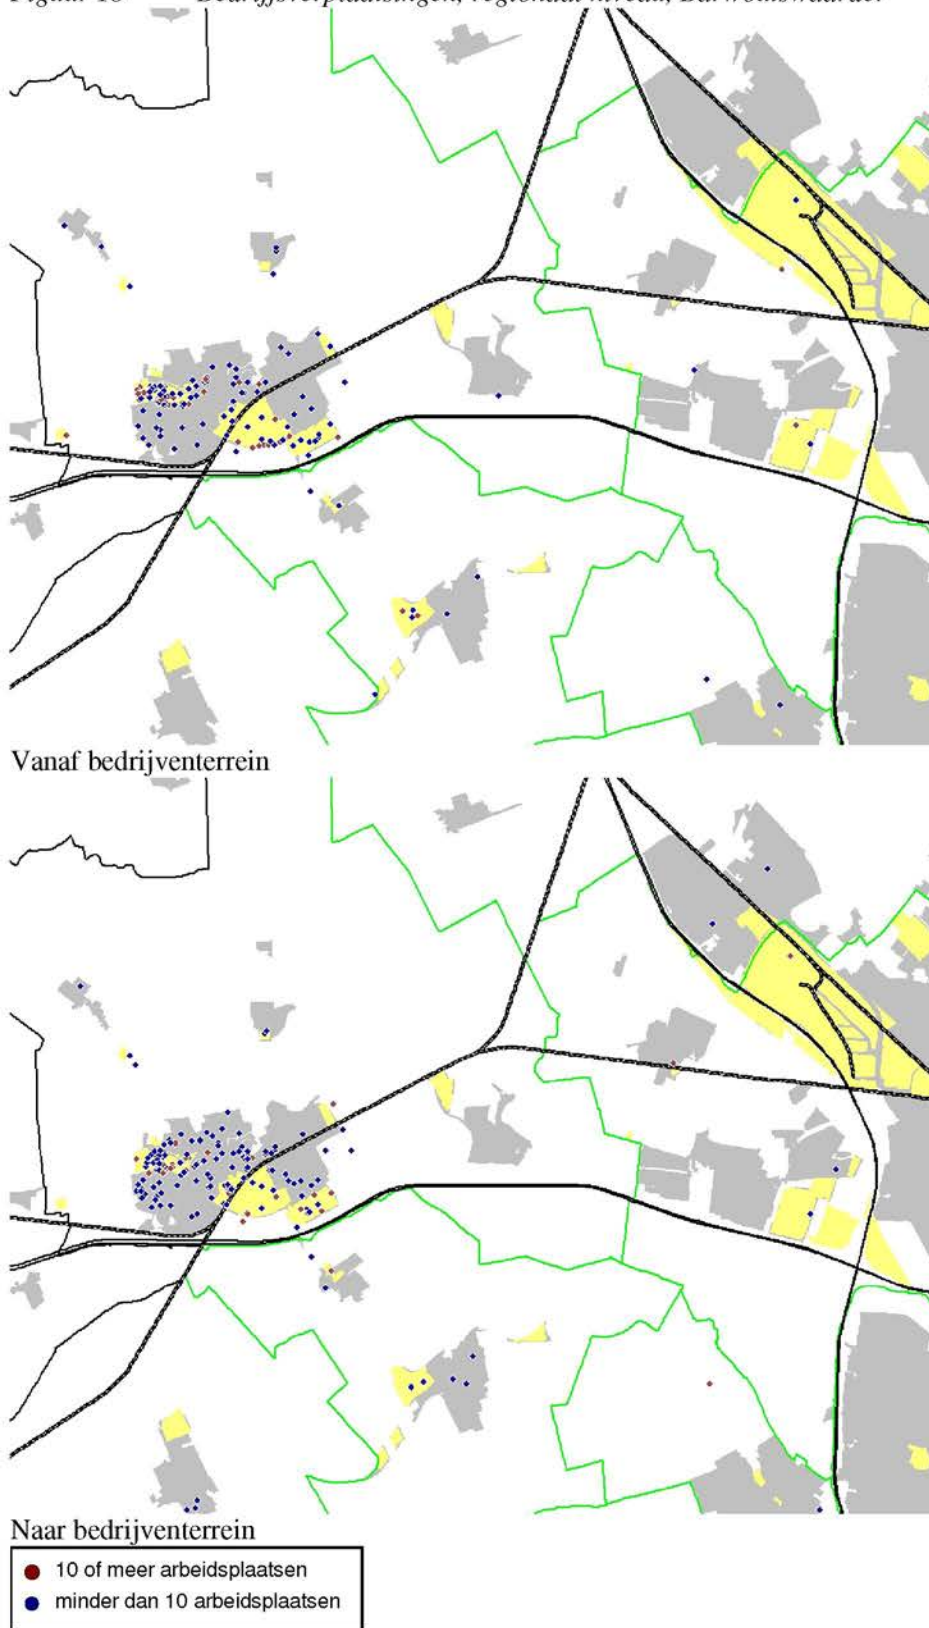 Vanaf bedrijventerrein
Naar bedrijventerrein
10 of meer arbeidsplaatsen
minder dan 10 arbeidsplaatsen